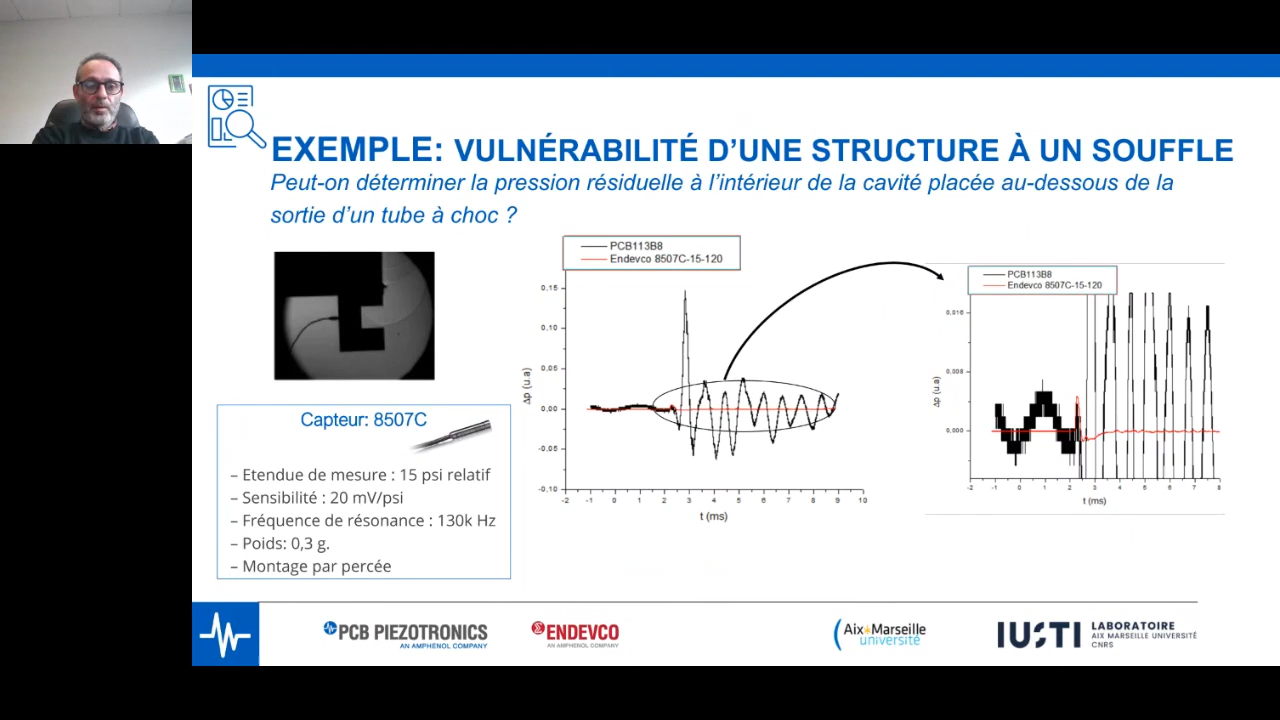 EXEMPLE: VULNÉRABILITÉ D’UNE STRUCTURE À UN SOUFFLE
Peut-on déterminer la pression résiduelle à l’intérieur de la cavité placée au-dessous de la
sortie d’un tube à choc ?
Capteur: 8507C
– Etendue de mesure : 15 psi relatif
– Sensibilité : 20 mV/psi
– Fréquence de résonance : 130k Hz
– Poids: 0,3 g.
– Montage par percée
PCB113B8
Endevco 8507C-15-120
0,15
0,10
0,05
0,00
-0,05
-0,10
Δp (u.a)
-2 -1 0 1 2 3 4 5 6 7 8 9 10
t (ms)
PCB113B8
Endevco 8507C-15-120
0,008
0,000
Δp (u.a)
-2 -1 0 1 2 3 4 5 6 7 8
t (ms)
PCB PIEZOTRONICS
AN AMPHENOL COMPANY
ENDEVCO
AN AMPHENOL COMPANY
Aix*Marseille
université
IUSTI
LABORATOIRE
AIX MARSEILLE UNIVERSITÉ
CNRS